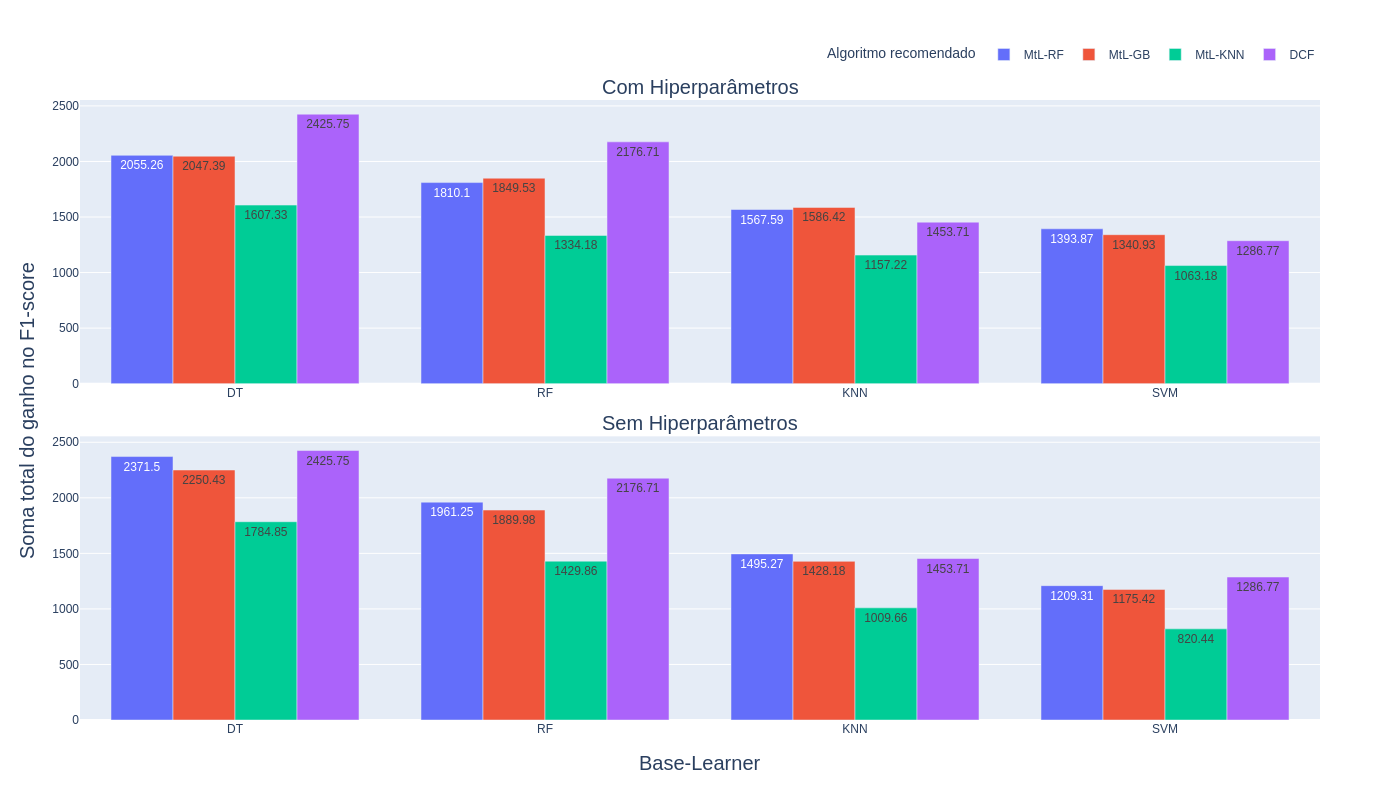 Algoritmo recomendado MtL-RF MtL-GB MtL-KNN DCF
Com Hiperparâmetros
2500
2000
1500
1000
500
0
2055.26 2047.39 1607.33 2425.75
1810.1 1849.53 1334.18 2176.71
1567.59 1586.42 1157.22 1453.71
1393.87 1340.93 1063.18 1286.77
DT RF KNN SVM
Soma total do ganho no F1-score
Sem Hiperparâmetros
2500
2000
1500
1000
500
0
2371.5 2250.43 1784.85 2425.75
1961.25 1889.98 1429.86 2176.71
1495.27 1428.18 1009.66 1453.71
1209.31 1175.42 820.44 1286.77
DT RF KNN SVM
Base-Learner